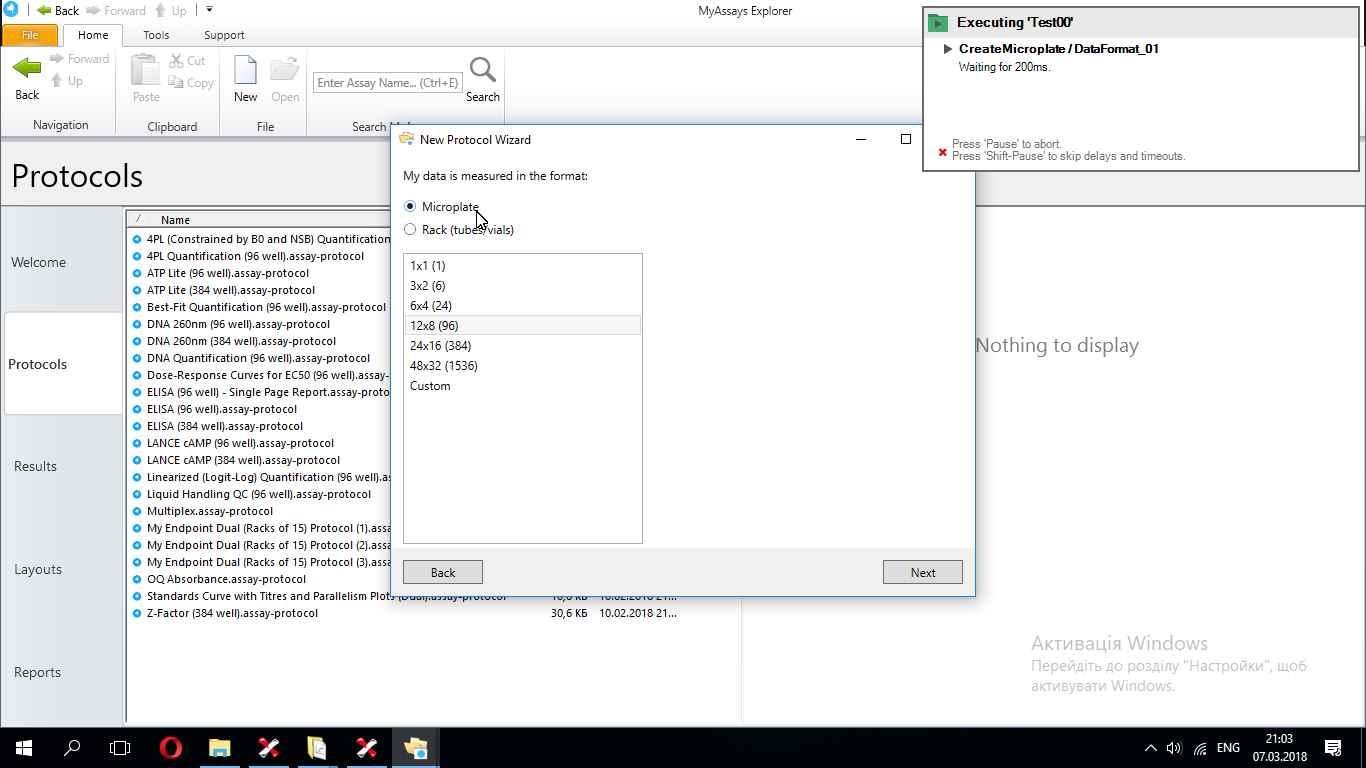 Back Forward Up
MyAssays Explorer
File Home Tools Support
Back
Forward
Up
Navigation
Paste
Cut
Copy
Clipboard
New
Open
File
Enter Assay Name... (Ctrl+E)
Search
Executing 'Test00'
CreateMicroplate / DataFormat_01
Waiting for 200ms.
Press 'Pause' to abort.
Press 'Shift-Pause' to skip delays and timeouts.
Protocols
Welcome
Protocols
Results
Layouts
Reports
Name
4PL (Constrained by B0 and NSB) Quantification
4PL Quantification (96 well).assay-protocol
ATP Lite (96 well).assay-protocol
ATP Lite (384 well).assay-protocol
Best-Fit Quantification (96 well).assay-protocol
DNA 260nm (96 well).assay-protocol
DNA 260nm (384 well).assay-protocol
DNA Quantification (96 well).assay-protocol
Dose-Response Curves for EC50 (96 well).assay-
ELISA (96 well) - Single Page Report.assay-proto
ELISA (96 well).assay-protocol
ELISA (384 well).assay-protocol
LANCE cAMP (96 well).assay-protocol
LANCE cAMP (384 well).assay-protocol
Linearized (Logit-Log) Quantification (96 well).as
Liquid Handling QC (96 well).assay-protocol
Multiplex.assay-protocol
My Endpoint Dual (Racks of 15) Protocol (1).ass
My Endpoint Dual (Racks of 15) Protocol (2).ass
My Endpoint Dual (Racks of 15) Protocol (3).ass
OQ Absorbance.assay-protocol
Standards Curve with Titres and Parallelism Plots (Dual).assay-protocol 10.02.2018 21...
Z-Factor (384 well).assay-protocol 30,6 КБ 10.02.2018 21...
New Protocol Wizard
My data is measured in the format:
Microplate
Rack (tubes/vials)
1x1 (1)
3x2 (6)
6x4 (24)
12x8 (96)
24x16 (384)
48x32 (1536)
Custom
Back
Next
Nothing to display
Активація Windows
Перейдіть до розділу "Настройки", щоб
активувати Windows.
ENG
21:03
07.03.2018